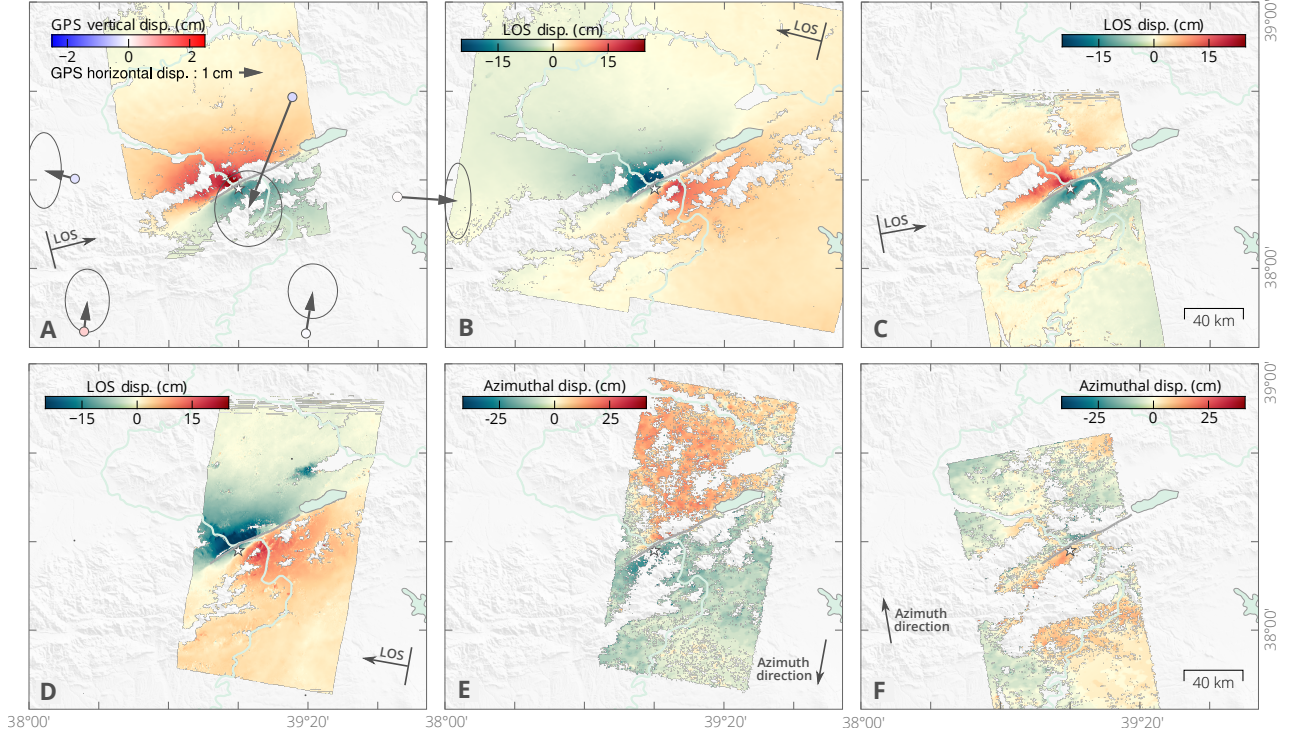 GPS vertical disp. (cm)
−2 0 2
GPS horizontal disp. : 1 cm
LOS
A
LOS disp. (cm)
−15 0 15
LOS
B
LOS disp. (cm)
−15 0 15
LOS
40 km
C
39°00'
38°00'
LOS disp. (cm)
−15 0 15
LOS
D
Azimuthal disp. (cm)
-25 0 25
Azimuth
direction
E
Azimuthal disp. (cm)
-25 0 25
Azimuth
direction
40 km
F
39°00'
38°00'
38°00' 39°20' 38°00' 39°20' 38°00' 39°20'